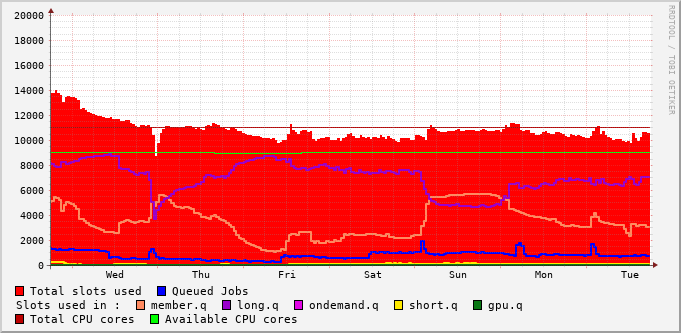 RRDTOOL / TOBI OETIKER
20000
18000
16000
14000
12000
10000
8000
6000
4000
2000
0
Wed Thu Fri Sat Sun Mon Tue
Total slots used Queued Jobs
Slots used in : member.q long.q ondemand.q short.q gpu.q
Total CPU cores Available CPU cores